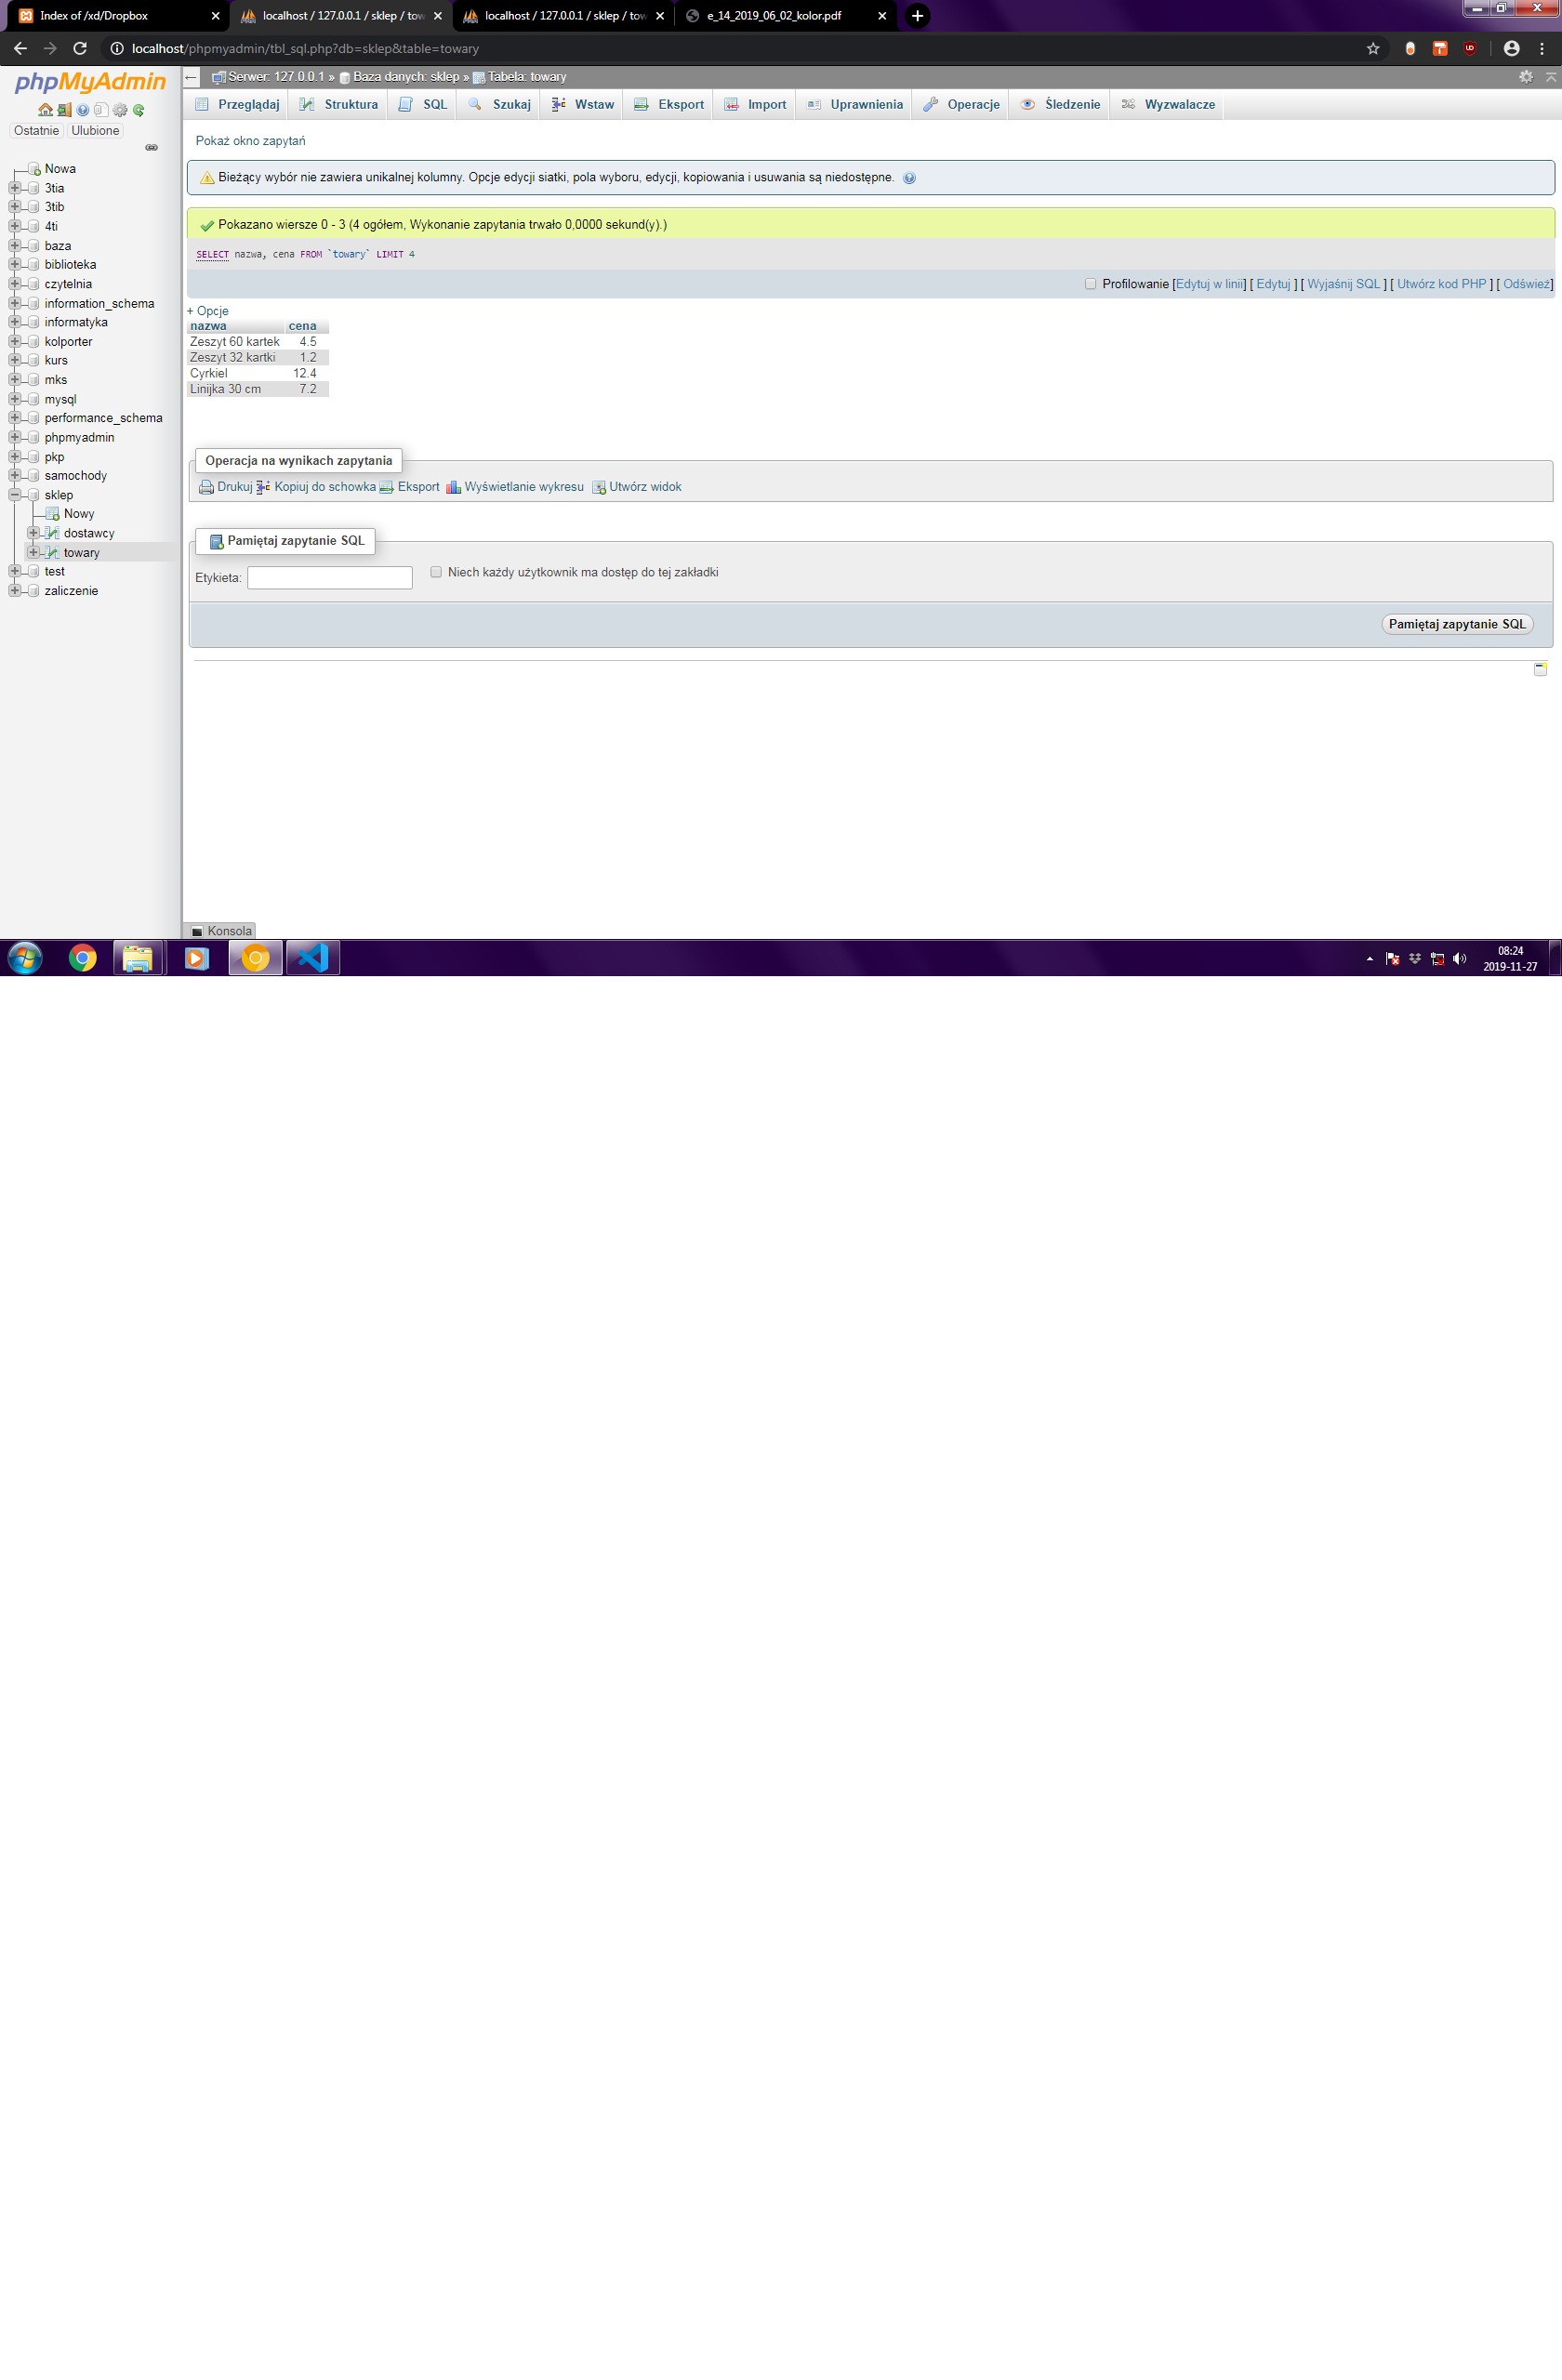 Index of /xd/Dropbox
localhost / 127.0.0.1 / sklep / tow
localhost / 127.0.0.1 / sklep / tow
e_14_2019_06_02_kolor.pdf
localhost/phpmyadmin/tbl_sql.php?db=sklep&table=towary
phpMyAdmin
Ostatnie Ulubione
Nowa
3tia
3tib
4ti
baza
biblioteka
czytelnia
information_schema
informatyka
kolporter
kurs
mks
mysql
performance_schema
phpmyadmin
pkp
samochody
sklep
Nowy
dostawcy
towary
test
zaliczenie
Serwer: 127.0.0.1 » Baza danych: sklep » Tabela: towary
Przeglądaj Struktura SQL Szukaj Wstaw Eksport Import Uprawnienia Operacje Śledzenie Wyzwalacze
Pokaż okno zapytań
Bieżący wybór nie zawiera unikalnej kolumny. Opcje edycji siatki, pola wyboru, edycji, kopiowania i usuwania są niedostępne.
Pokazano wiersze 0 - 3 (4 ogółem, Wykonanie zapytania trwało 0,0000 sekund(y).)
SELECT nazwa, cena FROM `towary` LIMIT 4
Profilowanie [Edytuj w linii] [ Edytuj ] [ Wyjaśnij SQL ] [ Utwórz kod PHP ] [ Odśwież]
+ Opcje
nazwa cena
Zeszyt 60 kartek 4.5
Zeszyt 32 kartki 1.2
Cyrkiel 12.4
Linijka 30 cm 7.2
Operacja na wynikach zapytania
Drukuj Kopiuj do schowka Eksport Wyświetlanie wykresu Utwórz widok
Pamiętaj zapytanie SQL
Etykieta: Niech każdy użytkownik ma dostęp do tej zakładki
Pamiętaj zapytanie SQL
Konsola
08:24
2019-11-27